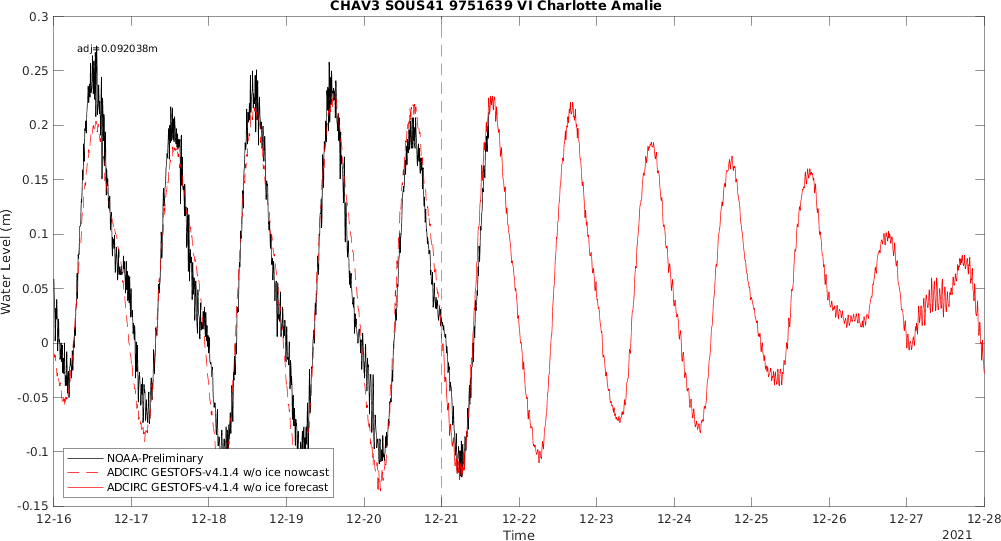 CHAV3 SOUS41 9751639 VI Charlotte Amalie
adj=0.092038m
0.3
0.25
0.2
0.15
0.1
0.05
0
-0.05
-0.1
-0.15
Water Level (m)
NOAA-Preliminary
ADCIRC GESTOFS-v4.1.4 w/o ice nowcast
ADCIRC GESTOFS-v4.1.4 w/o ice forecast
12-16 12-17 12-18 12-19 12-20 12-21 12-22 12-23 12-24 12-25 12-26 12-27 12-28
Time
2021